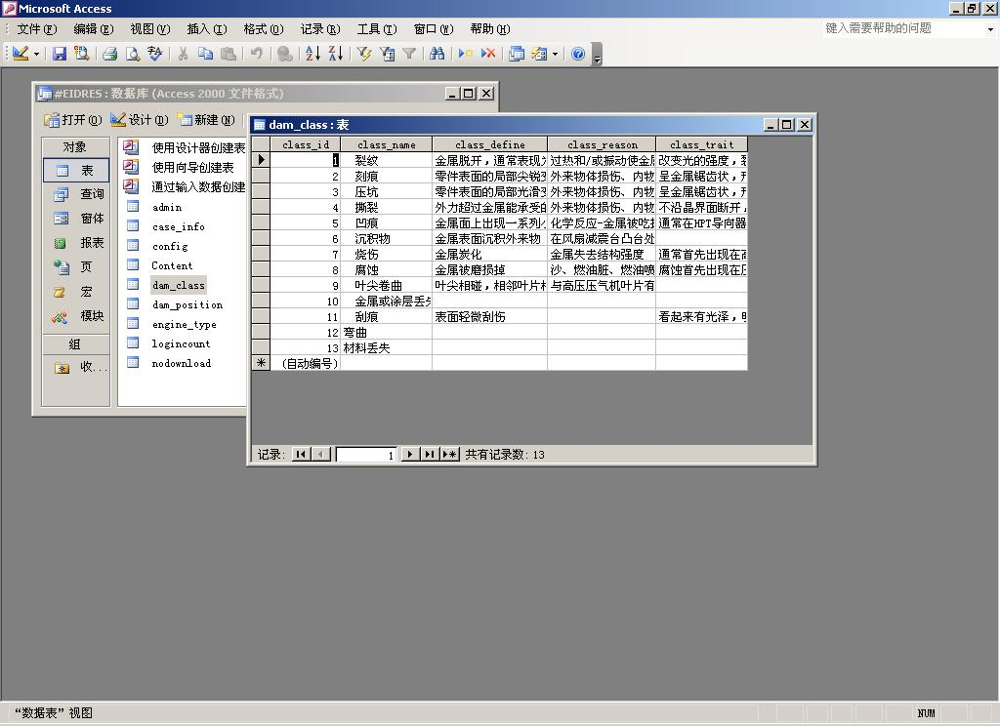 Microsoft Access
文件(F) 编辑(E) 视图(V) 插入(I) 格式(O) 记录(R) 工具(T) 窗口(W) 帮助(H) 键入需要帮助的问题
#EIDRES : 数据库 (Access 2000 文件格式)
打开(O) 设计(D) 新建(N)
对象
表
查询
窗体
报表
页
宏
模块
组
收...
使用设计器创建表
使用向导创建表
通过输入数据创建
admin
case_info
config
Content
dam_class
dam_position
engine_type
logincount
nodownload
dam_class : 表
class_id class_name class_define class_reason class_trait
1 裂纹 金属脱开，通常表现 过热和/或振动使金 改变光的强度，
2 刻痕 零件表面的局部尖锐 外来物体损伤、内物 呈金属锯齿状，
3 压坑 零件表面的局部光滑 外来物体损伤、内物 呈金属锯齿状，
4 撕裂 外力超过金属能承受的 外来物体损伤、内物 不沿晶界面断开，
5 凹痕 金属面上出现一系列 化学反应-金属被吃 通常在HPT导向器
6 沉积物 金属表面沉积外来物 在风扇减震台凸台处
7 烧伤 金属炭化 金属失去结构强度 通常首先出现在高
8 腐蚀 金属被磨损掉 沙、燃油脏、燃油喷 腐蚀首先出现在
9 叶尖卷曲 叶尖相碰，相邻叶片 与高压压气机叶片有
10 金属或涂层丢失
11 刮痕 表面轻微刮伤 看起来有光泽，
12 弯曲
13 材料丢失
(自动编号)
记录: 1 共有记录数: 13
“数据表”视图 NUM